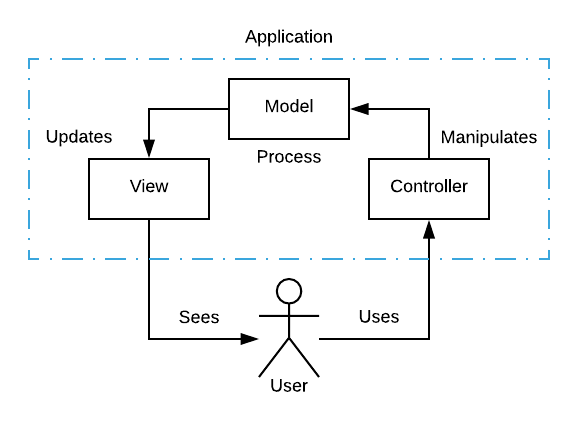 Application
Model
Updates
Manipulates
Process
View
Controller
Sees
Uses
User